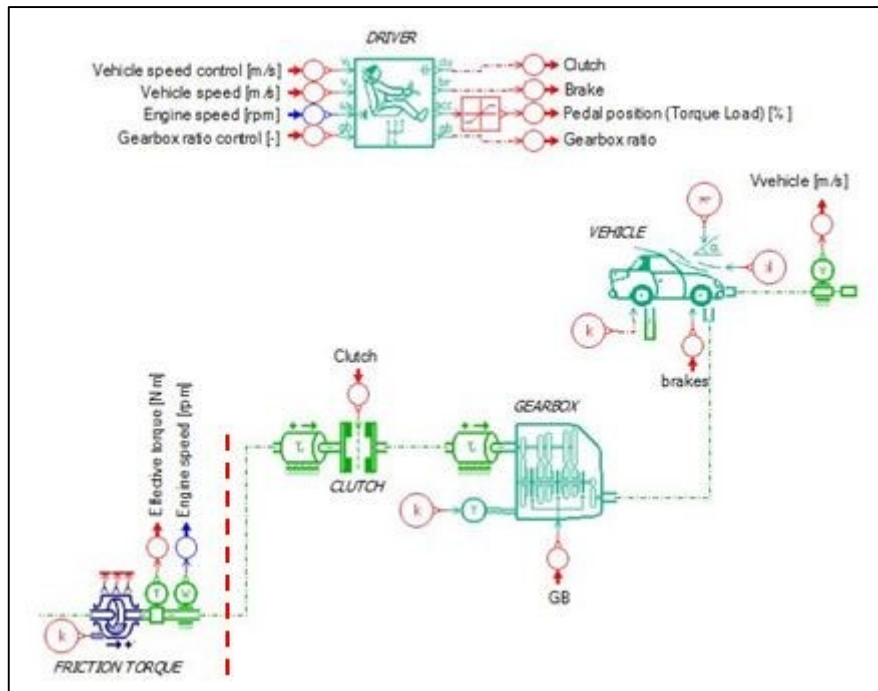 DRIVER
Vehicle speed control [m/s]
Vehicle speed [m/s]
Engine speed [rpm]
Gearbox ratio control [-]
Clutch
Brake
Pedal position (Torque Load) [%]
Gearbox ratio
Vvehicle [m/s]
VEHICLE
α
k
brakes
Clutch
GEARBOX
CLUTCH
k
T
GB
Effective torque [Nm]
Engine speed [rpm]
T
W
k
FRICTION TORQUE